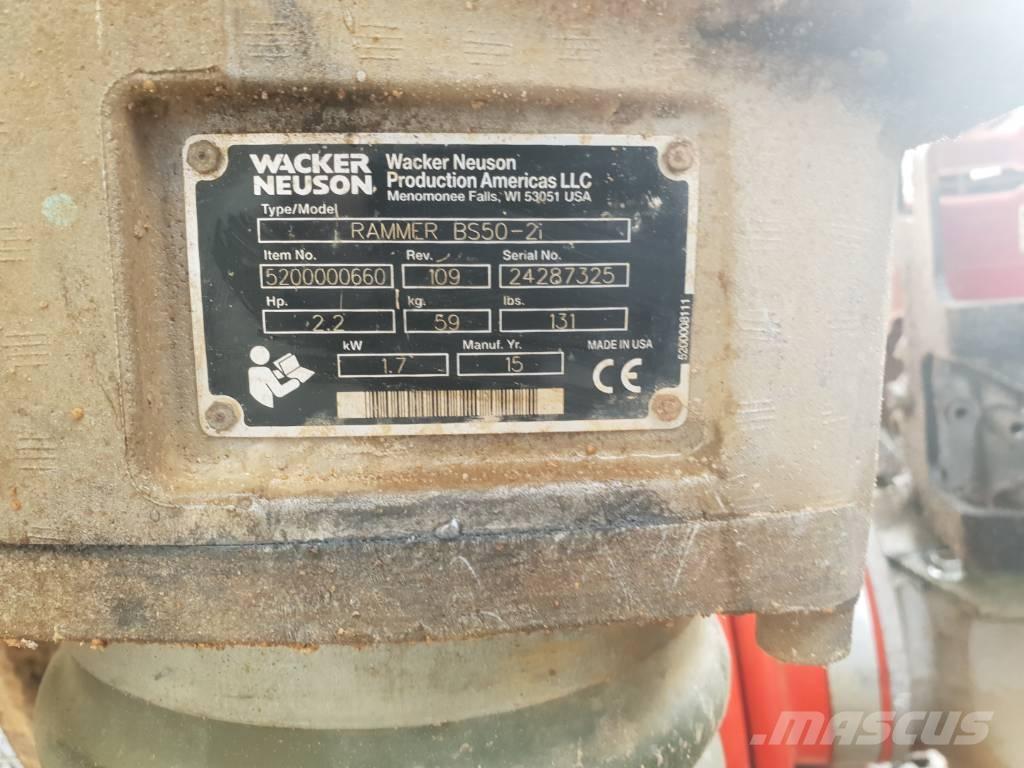 WACKER NEUSON
Wacker Neuson
Production Americas LLC
Menomonee Falls, WI 53051 USA
Type/Model
RAMMER BS50-2i
Item No. Rev. Serial No.
5200000660 109 24287325
Hp. kg. lbs.
2.2 59 131
kW Manuf. Yr. MADE IN USA
1.7 15
CE
5200008111
MASCUS